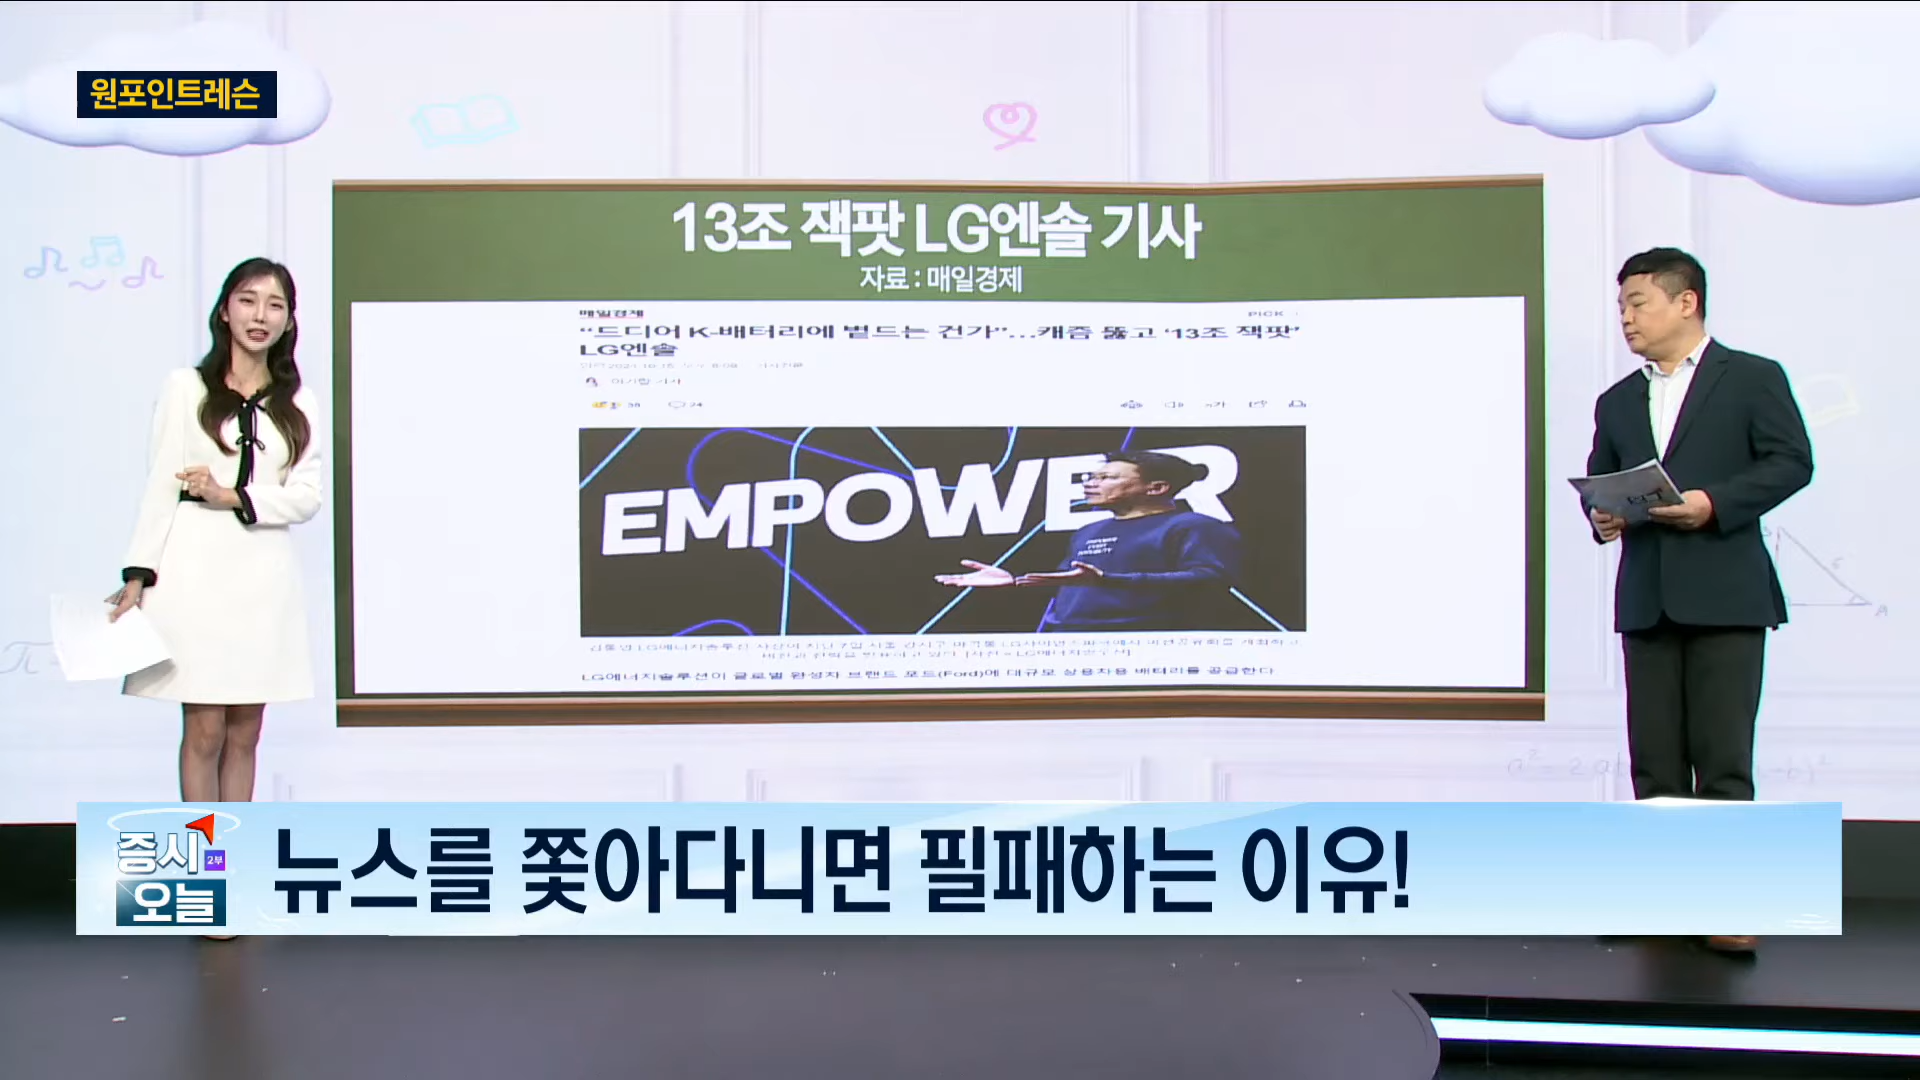 원포인트레슨
13조 잭팟 LG엔솔 기사
자료 : 매일경제
매일경제
PICK
“드디어 K-배터리에 볕드는 건가”…캐즘 뚫고 ‘13조 잭팟’
LG엔솔
38
24
EMPOWER
LG에너지솔루션이 글로벌 완성차 브랜드 포드(Ford)에 대규모 상용차용 배터리를 공급한다
증시 2부
오늘
뉴스를 쫓아다니면 필패하는 이유!